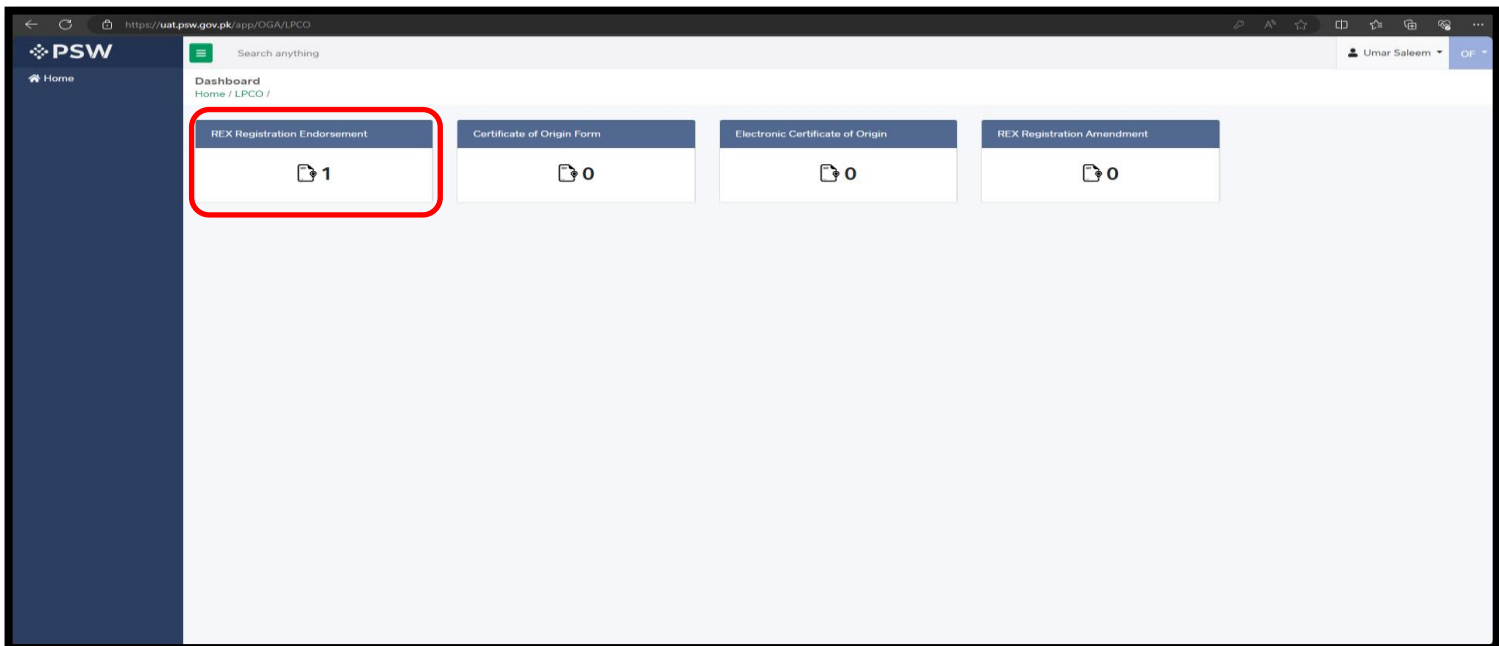 https://uat.psw.gov.pk/app/OGA/LPCO
PSW
Search anything
Umar Saleem
OF
Home
Dashboard
Home / LPCO /
REX Registration Endorsement
1
Certificate of Origin Form
0
Electronic Certificate of Origin
0
REX Registration Amendment
0